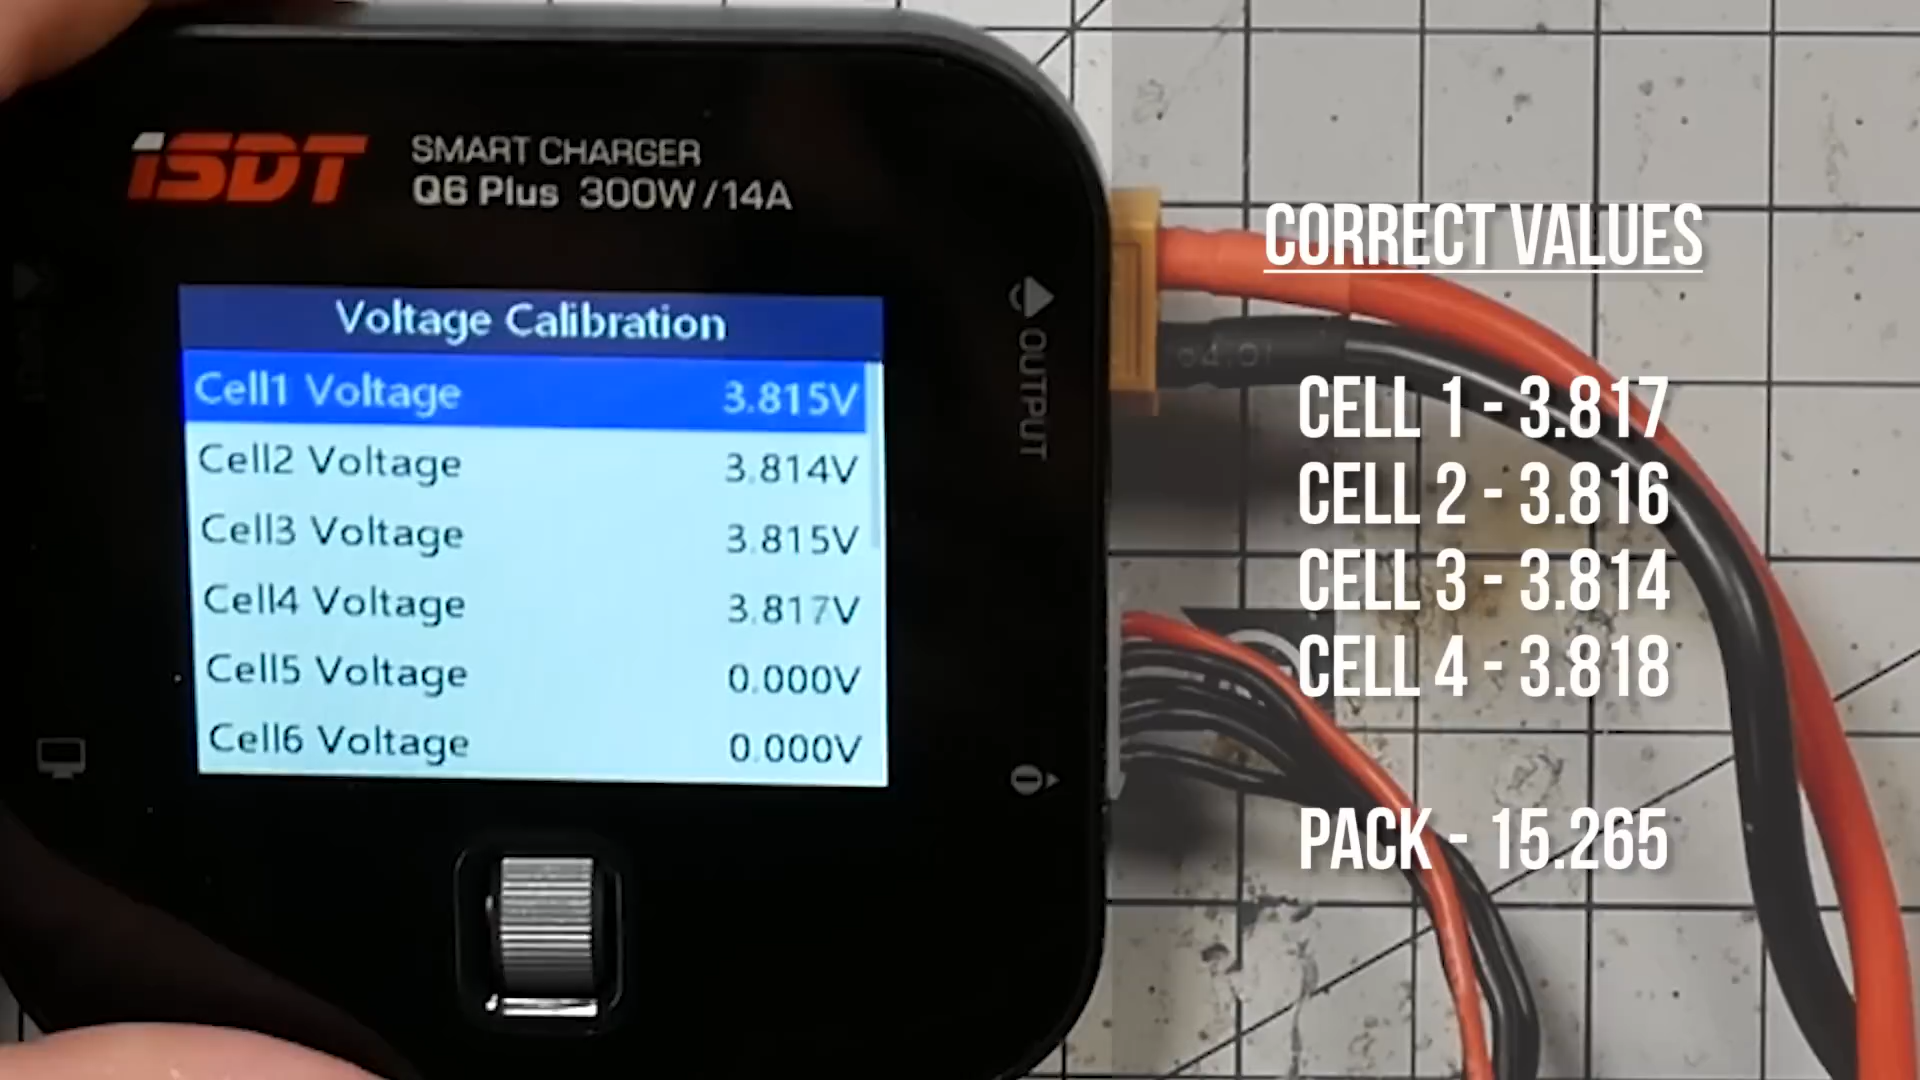 iSDT
SMART CHARGER
Q6 Plus 300W/14A
Voltage Calibration
Cell1 Voltage 3.815V
Cell2 Voltage 3.814V
Cell3 Voltage 3.815V
Cell4 Voltage 3.817V
Cell5 Voltage 0.000V
Cell6 Voltage 0.000V
OUTPUT
CORRECT VALUES
CELL 1 - 3.817
CELL 2 - 3.816
CELL 3 - 3.814
CELL 4 - 3.818
PACK - 15.265